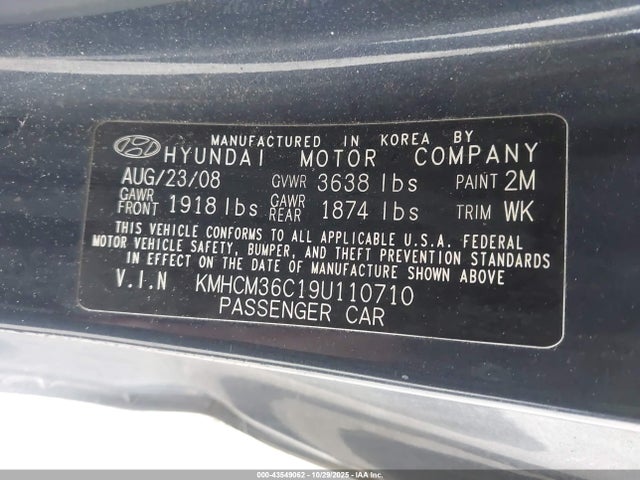 MANUFACTURED IN KOREA BY
HYUNDAI MOTOR COMPANY
AUG/23/08 GVWR 3638 lbs PAINT 2M
GAWR FRONT 1918 lbs GAWR REAR 1874 lbs TRIM WK
THIS VEHICLE CONFORMS TO ALL APPLICABLE U.S.A. FEDERAL
MOTOR VEHICLE SAFETY, BUMPER, AND THEFT PREVENTION STANDARDS
IN EFFECT ON THE DATE OF MANUFACTURE SHOWN ABOVE
V.I.N KMHCM36C19U110710
PASSENGER CAR
000-43549062 - 10/29/2025 - IAA, Inc.